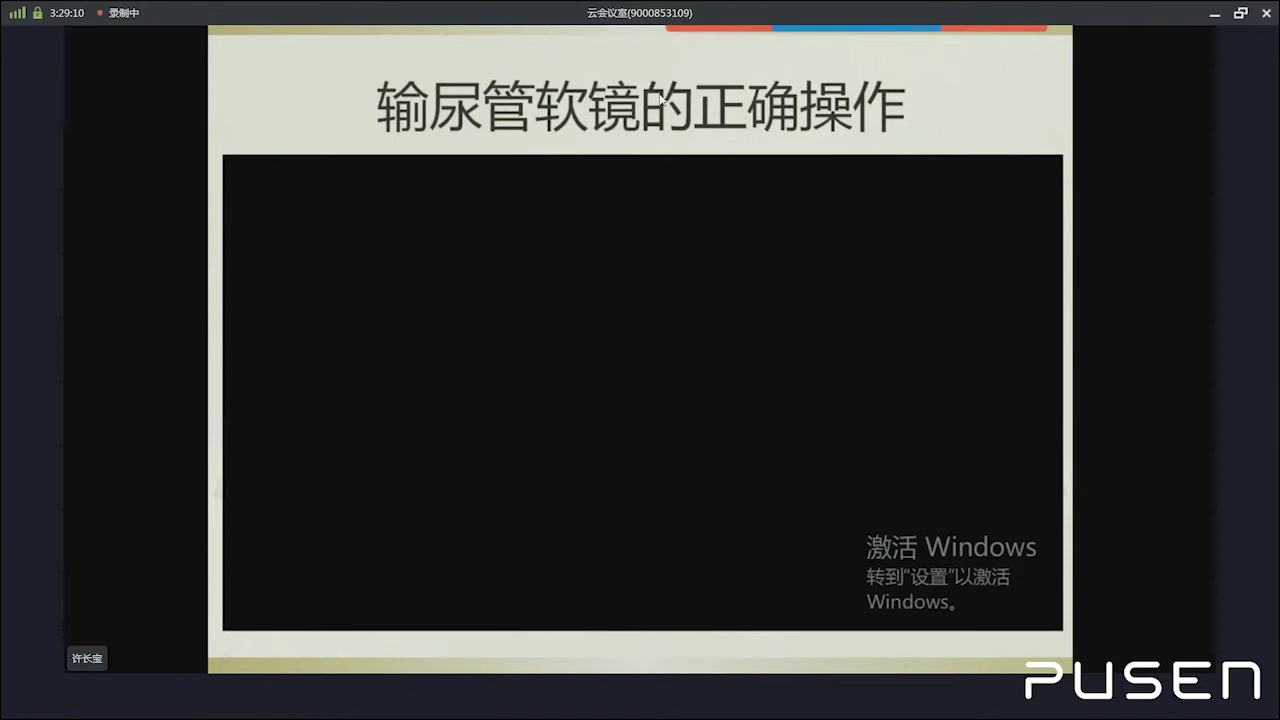 3:29:10 录制中
云会议室(9000853109)
输尿管软镜的正确操作
激活 Windows
转到“设置”以激活
Windows。
许长宝
PUSEN